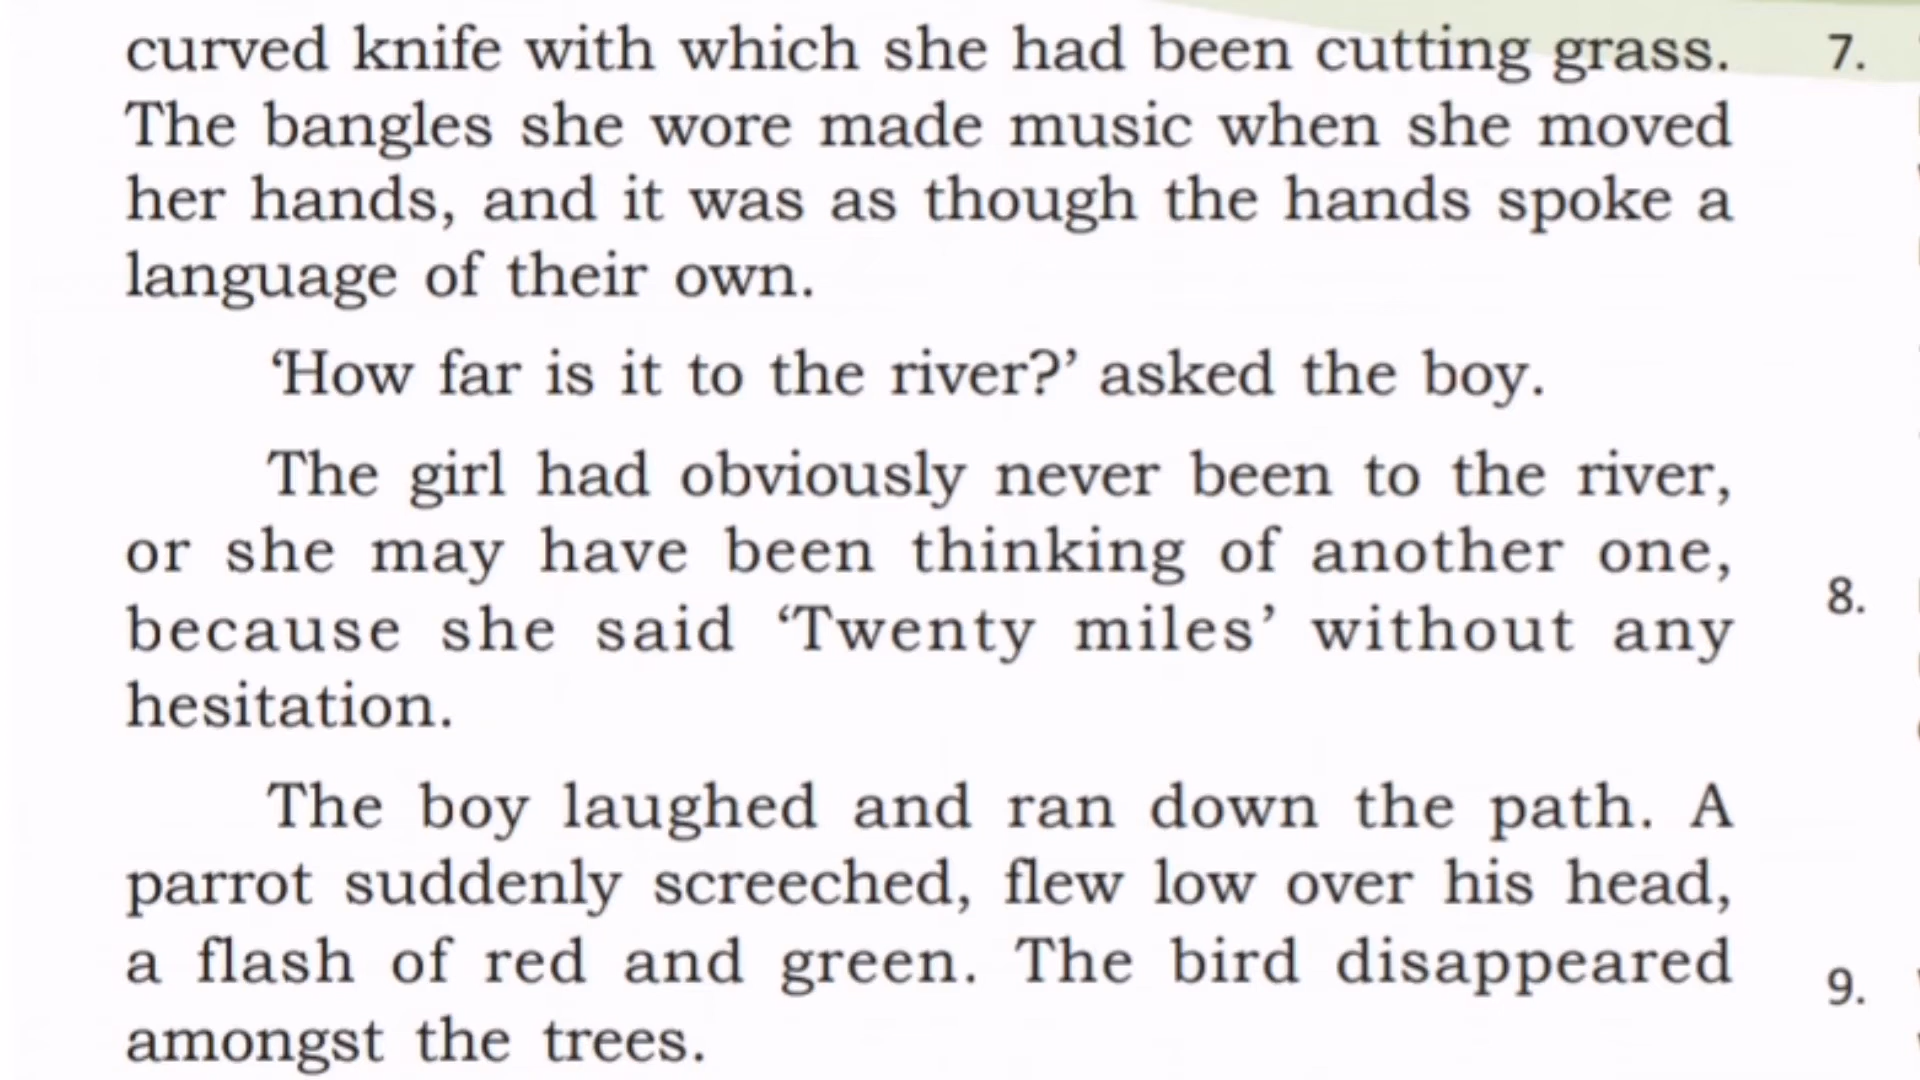 curved knife with which she had been cutting grass.
The bangles she wore made music when she moved
her hands, and it was as though the hands spoke a
language of their own.
‘How far is it to the river?’ asked the boy.
The girl had obviously never been to the river,
or she may have been thinking of another one,
because she said ‘Twenty miles’ without any
hesitation.
The boy laughed and ran down the path. A
parrot suddenly screeched, flew low over his head,
a flash of red and green. The bird disappeared
amongst the trees.
7.
8.
9.